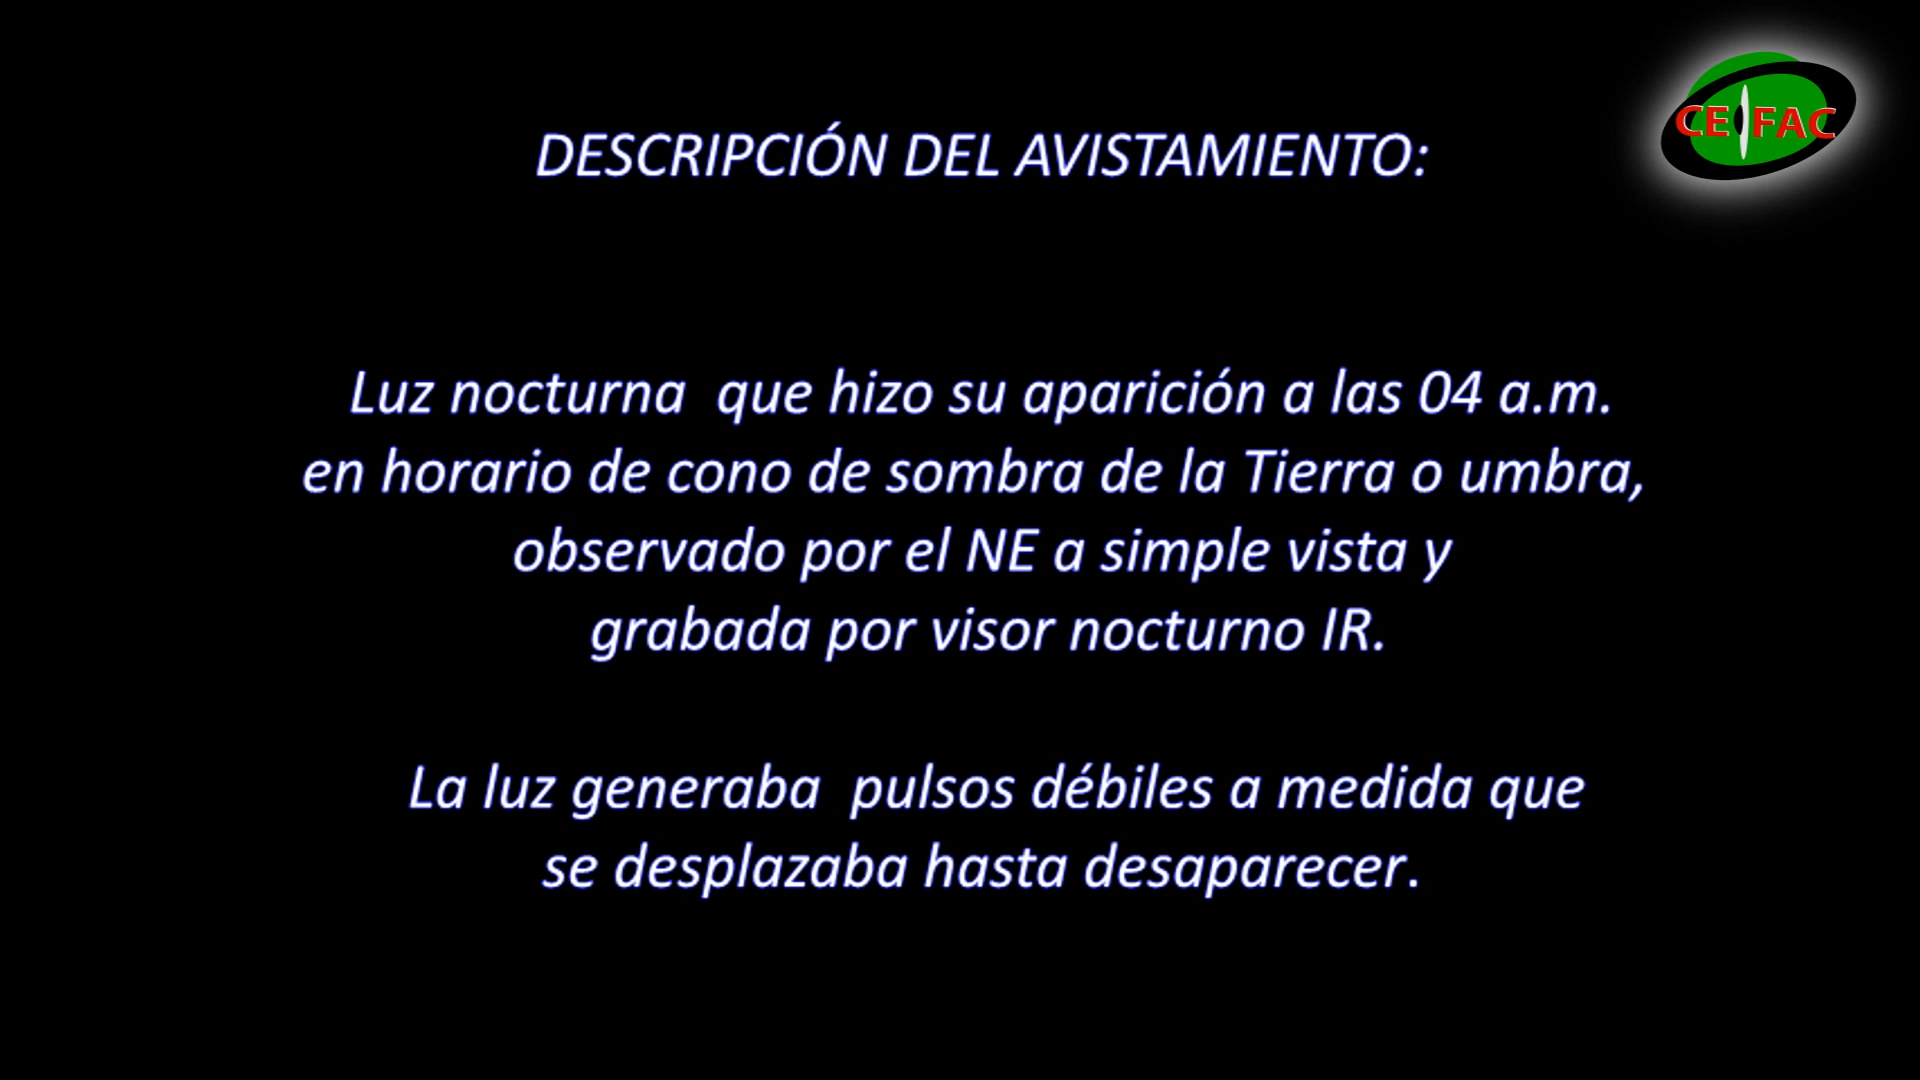 CEIFAC
DESCRIPCIÓN DEL AVISTAMIENTO:
Luz nocturna  que hizo su aparición a las 04 a.m.
en horario de cono de sombra de la Tierra o umbra,
observado por el NE a simple vista y
grabada por visor nocturno IR.
La luz generaba  pulsos débiles a medida que
se desplazaba hasta desaparecer.